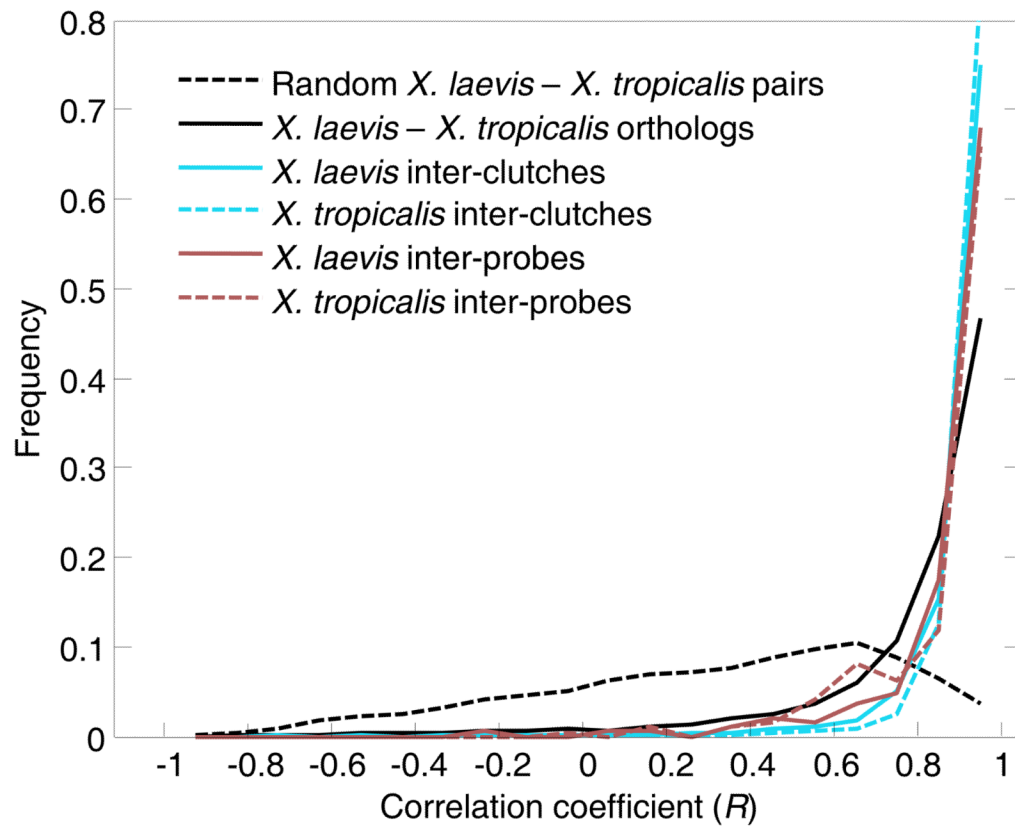 0.8
Random X. laevis – X. tropicalis pairs
0.7
X. laevis – X. tropicalis orthologs
X. laevis inter-clutches
0.6
X. tropicalis inter-clutches
X. laevis inter-probes
0.5
X. tropicalis inter-probes
Frequency
0.4
0.3
0.2
0.1
0
-1 -0.8 -0.6 -0.4 -0.2 0 0.2 0.4 0.6 0.8 1
Correlation coefficient (R)